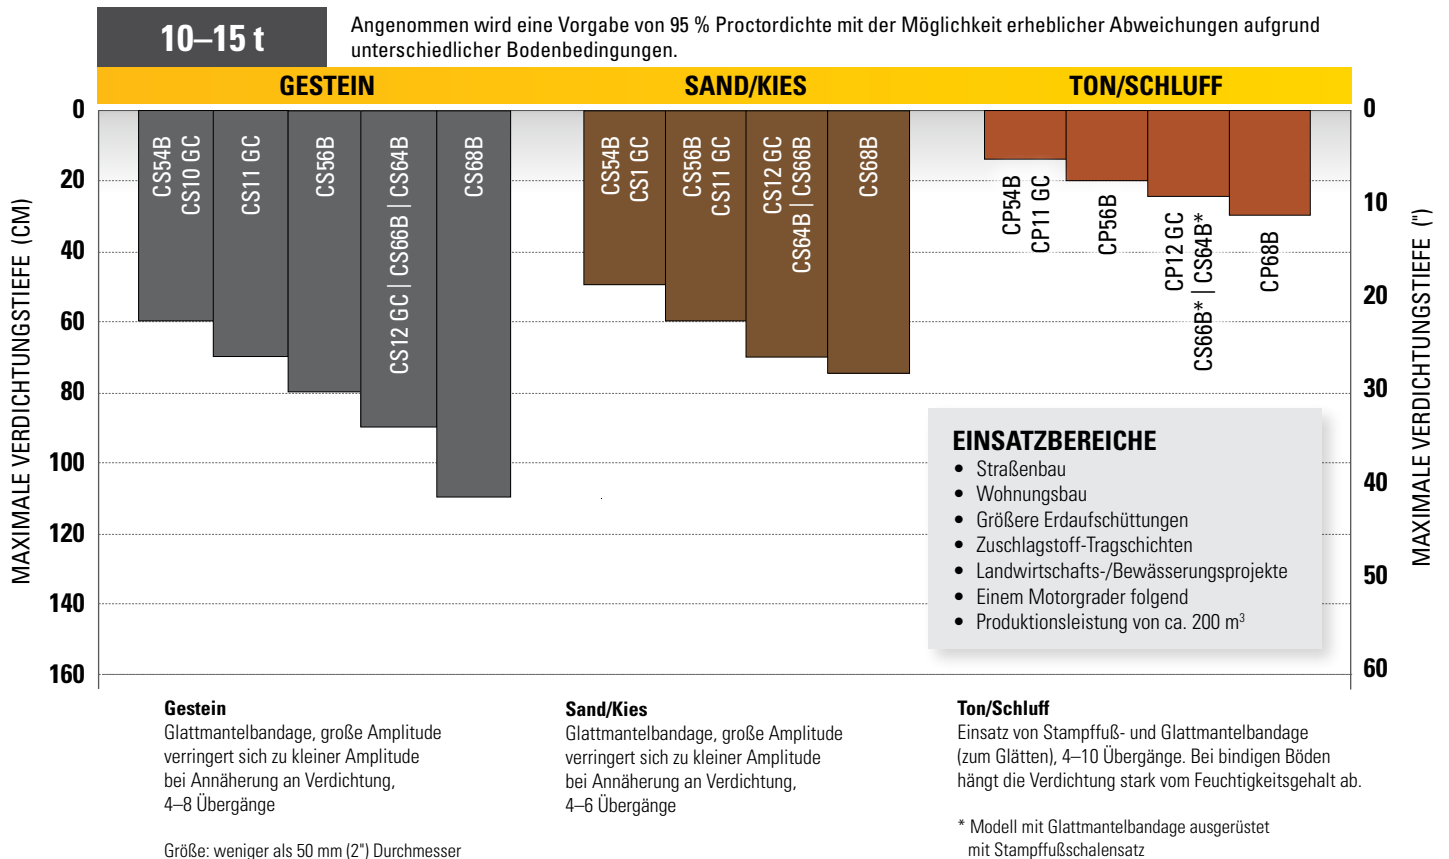 10–15 t
Angenommen wird eine Vorgabe von 95 % Proctordichte mit der Möglichkeit erheblicher Abweichungen aufgrund
unterschiedlicher Bodenbedingungen.
GESTEIN
SAND/KIES
TON/SCHLUFF
MAXIMALE VERDICHTUNGSTIEFE (CM)
0
20
40
60
80
100
120
140
160
CS54B
CS10 GC
CS11 GC
CS56B
CS12 GC | CS66B | CS64B
CS68B
CS54B
CS1 GC
CS56B
CS11 GC
CS12 GC
CS64B | CS66B
CS68B
CP54B
CP11 GC
CP56B
CP12 GC
CS66B* | CS64B*
CP68B
0
10
20
30
40
50
60
MAXIMALE VERDICHTUNGSTIEFE (")
EINSATZBEREICHE
• Straßenbau
• Wohnungsbau
• Größere Erdaufschüttungen
• Zuschlagstoff-Tragschichten
• Landwirtschafts-/Bewässerungsprojekte
• Einem Motorgrader folgend
• Produktionsleistung von ca. 200 m³
Gestein
Glattmantelbandage, große Amplitude
verringert sich zu kleiner Amplitude
bei Annäherung an Verdichtung,
4–8 Übergänge
Größe: weniger als 50 mm (2") Durchmesser
Sand/Kies
Glattmantelbandage, große Amplitude
verringert sich zu kleiner Amplitude
bei Annäherung an Verdichtung,
4–6 Übergänge
Ton/Schluff
Einsatz von Stampffuß- und Glattmantelbandage
(zum Glätten), 4–10 Übergänge. Bei bindigen Böden
hängt die Verdichtung stark vom Feuchtigkeitsgehalt ab.
* Modell mit Glattmantelbandage ausgerüstet
mit Stampffußschalensatz